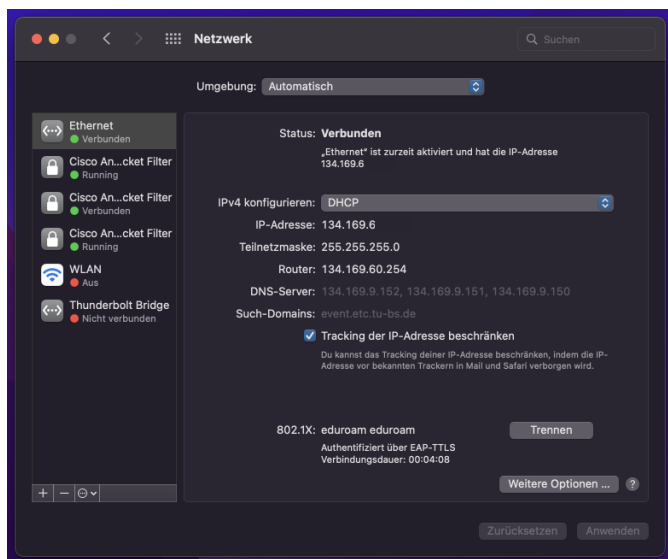 Netzwerk
Suchen
Umgebung: Automatisch
Ethernet
Verbunden
Cisco An...cket Filter
Running
Cisco An...cket Filter
Verbunden
Cisco An...cket Filter
Running
WLAN
Aus
Thunderbolt Bridge
Nicht verbunden
Status: Verbunden
„Ethernet“ ist zurzeit aktiviert und hat die IP-Adresse
134.169.6
IPv4 konfigurieren: DHCP
IP-Adresse: 134.169.6
Teilnetzmaske: 255.255.255.0
Router: 134.169.60.254
DNS-Server: 134.169.9.152, 134.169.9.151, 134.169.9.150
Such-Domains: event.etc.tu-bs.de
Tracking der IP-Adresse beschränken
Du kannst das Tracking deiner IP-Adresse beschränken, indem die IP-
Adresse vor bekannten Trackern in Mail und Safari verborgen wird.
802.1X: eduroam eduroam
Trennen
Authentifiziert über EAP-TTLS
Verbindungsdauer: 00:04:08
Weitere Optionen ... ?
Zurücksetzen Anwenden